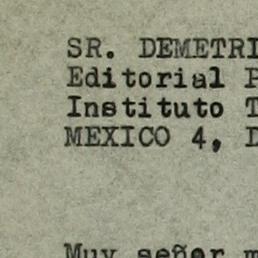 SR. DEMETRI
Editorial P
Instituto T
MEXICO 4, D
Muy señor m